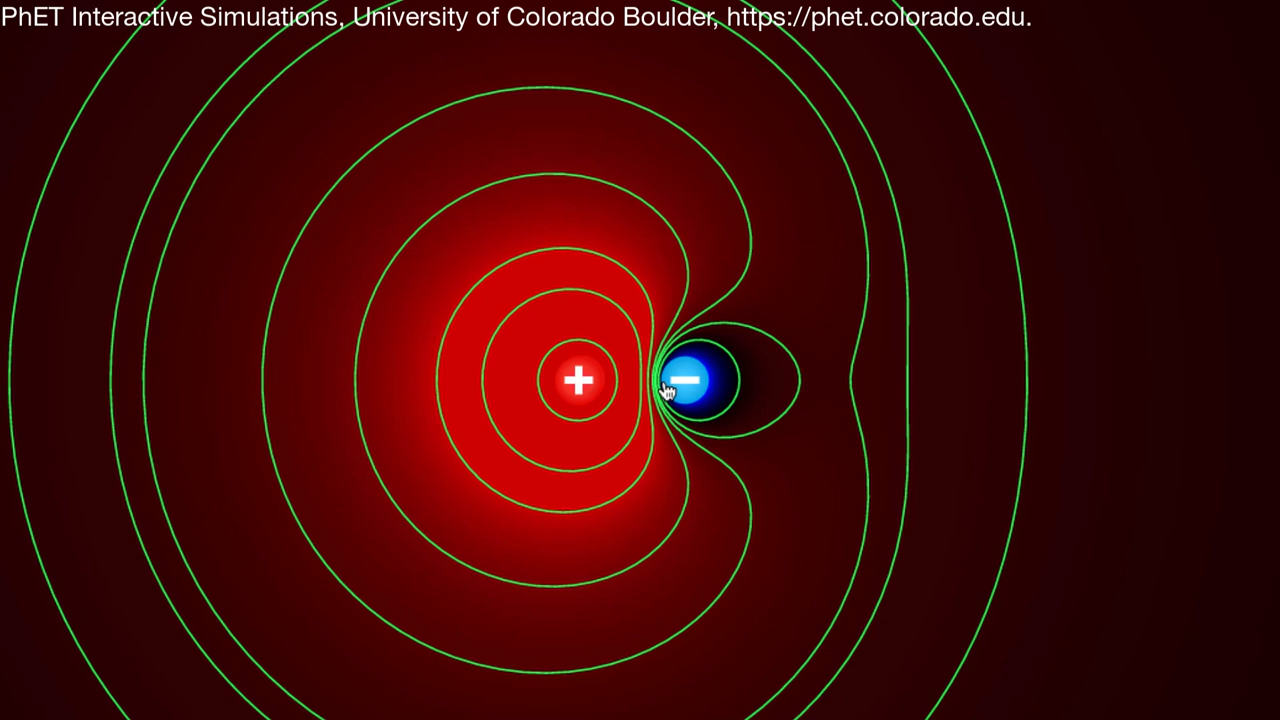 PhET Interactive Simulations, University of Colorado Boulder, https://phet.colorado.edu.
+ −